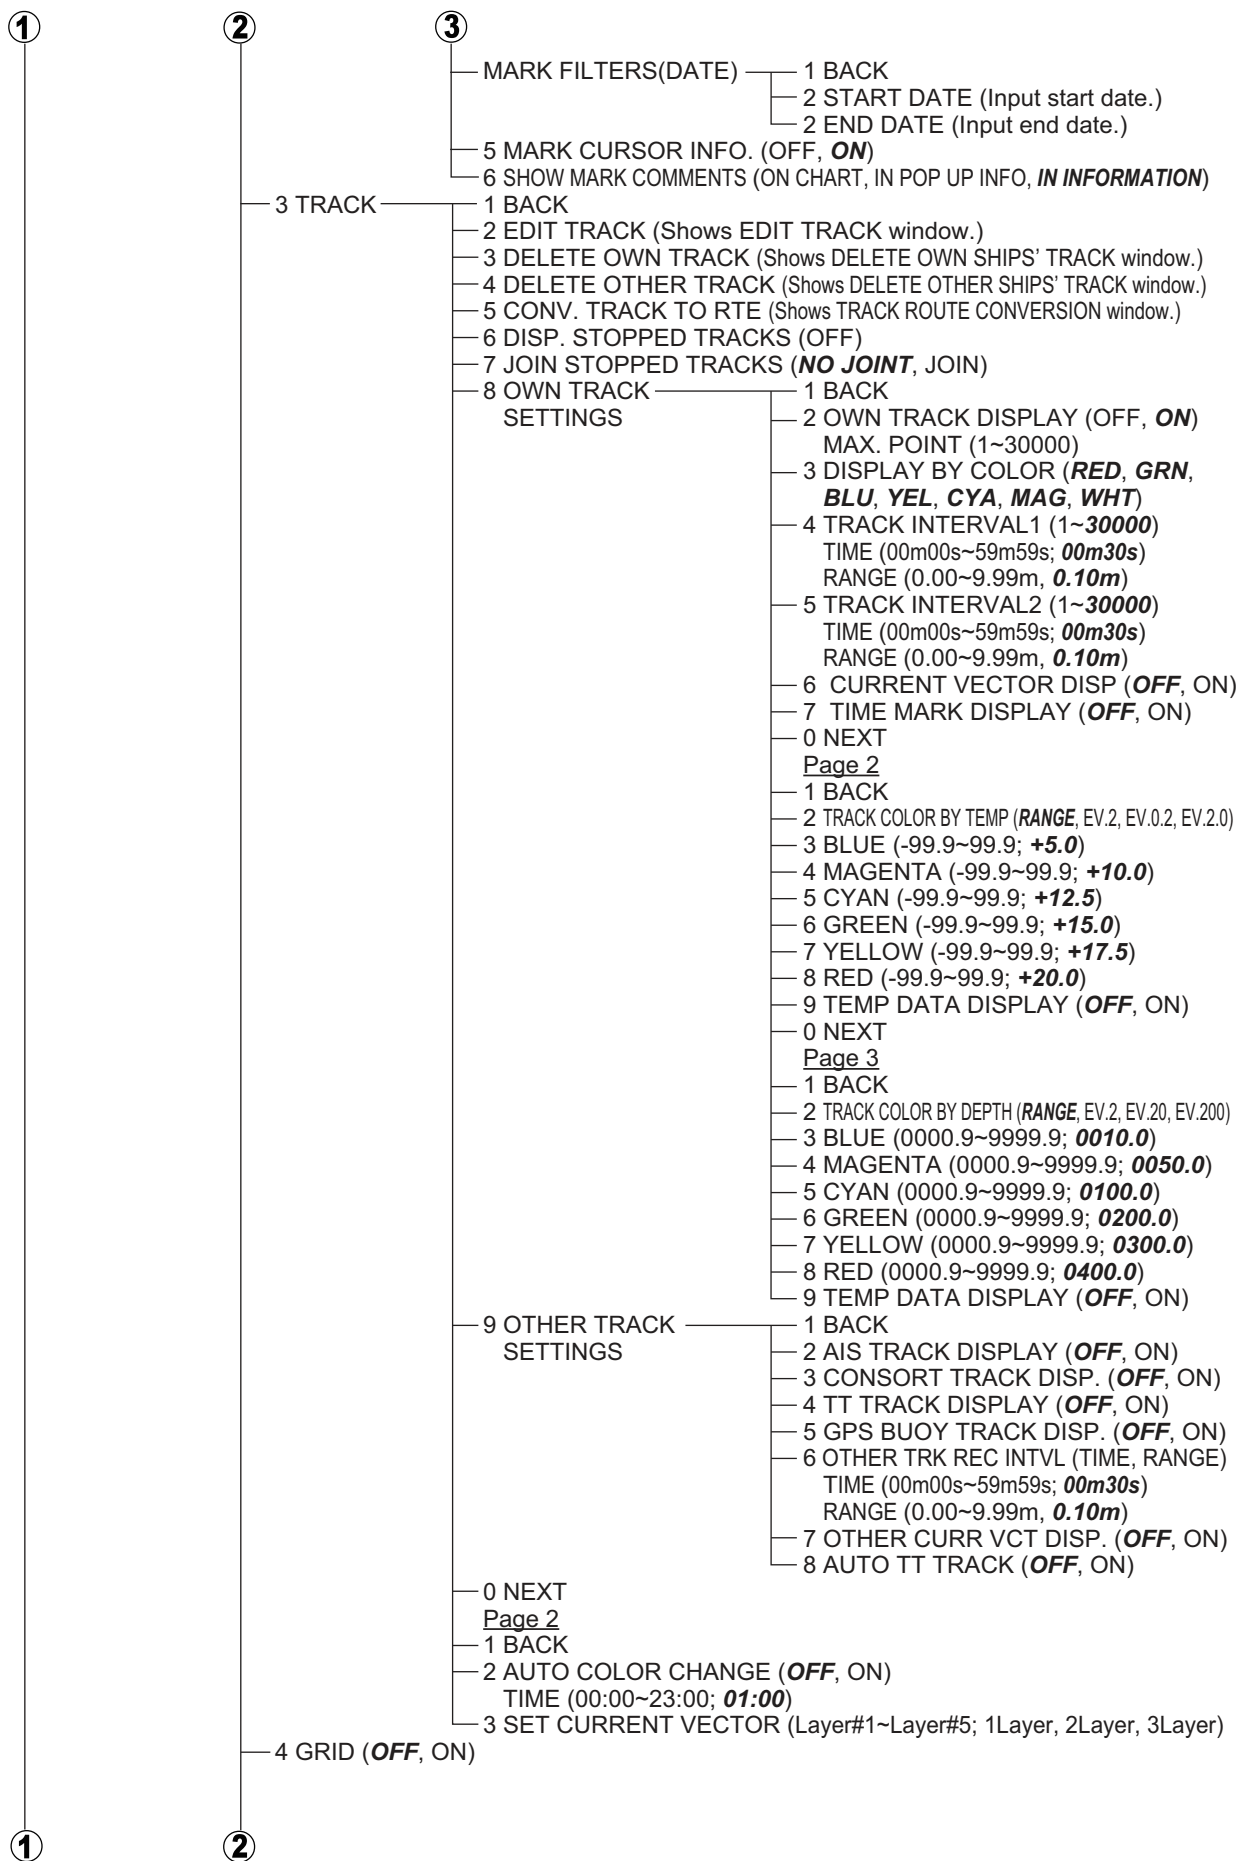 ① ② ③
MARK FILTERS(DATE)
1 BACK
2 START DATE (Input start date.)
2 END DATE (Input end date.)
5 MARK CURSOR INFO. (OFF, ON)
6 SHOW MARK COMMENTS (ON CHART, IN POP UP INFO, IN INFORMATION)
3 TRACK
1 BACK
2 EDIT TRACK (Shows EDIT TRACK window.)
3 DELETE OWN TRACK (Shows DELETE OWN SHIPS’ TRACK window.)
4 DELETE OTHER TRACK (Shows DELETE OTHER SHIPS’ TRACK window.)
5 CONV. TRACK TO RTE (Shows TRACK ROUTE CONVERSION window.)
6 DISP. STOPPED TRACKS (OFF)
7 JOIN STOPPED TRACKS (NO JOINT, JOIN)
8 OWN TRACK
SETTINGS
1 BACK
2 OWN TRACK DISPLAY (OFF, ON)
MAX. POINT (1~30000)
3 DISPLAY BY COLOR (RED, GRN,
BLU, YEL, CYA, MAG, WHT)
4 TRACK INTERVAL1 (1~30000)
TIME (00m00s~59m59s; 00m30s)
RANGE (0.00~9.99m, 0.10m)
5 TRACK INTERVAL2 (1~30000)
TIME (00m00s~59m59s; 00m30s)
RANGE (0.00~9.99m, 0.10m)
6 CURRENT VECTOR DISP (OFF, ON)
7 TIME MARK DISPLAY (OFF, ON)
0 NEXT
Page 2
1 BACK
2 TRACK COLOR BY TEMP (RANGE, EV.2, EV.0.2, EV.2.0)
3 BLUE (-99.9~99.9; +5.0)
4 MAGENTA (-99.9~99.9; +10.0)
5 CYAN (-99.9~99.9; +12.5)
6 GREEN (-99.9~99.9; +15.0)
7 YELLOW (-99.9~99.9; +17.5)
8 RED (-99.9~99.9; +20.0)
9 TEMP DATA DISPLAY (OFF, ON)
0 NEXT
Page 3
1 BACK
2 TRACK COLOR BY DEPTH (RANGE, EV.2, EV.20, EV.200)
3 BLUE (0000.9~9999.9; 0010.0)
4 MAGENTA (0000.9~9999.9; 0050.0)
5 CYAN (0000.9~9999.9; 0100.0)
6 GREEN (0000.9~9999.9; 0200.0)
7 YELLOW (0000.9~9999.9; 0300.0)
8 RED (0000.9~9999.9; 0400.0)
9 TEMP DATA DISPLAY (OFF, ON)
9 OTHER TRACK
SETTINGS
1 BACK
2 AIS TRACK DISPLAY (OFF, ON)
3 CONSORT TRACK DISP. (OFF, ON)
4 TT TRACK DISPLAY (OFF, ON)
5 GPS BUOY TRACK DISP. (OFF, ON)
6 OTHER TRK REC INTVL (TIME, RANGE)
TIME (00m00s~59m59s; 00m30s)
RANGE (0.00~9.99m, 0.10m)
7 OTHER CURR VCT DISP. (OFF, ON)
8 AUTO TT TRACK (OFF, ON)
0 NEXT
Page 2
1 BACK
2 AUTO COLOR CHANGE (OFF, ON)
TIME (00:00~23:00; 01:00)
3 SET CURRENT VECTOR (Layer#1~Layer#5; 1Layer, 2Layer, 3Layer)
4 GRID (OFF, ON)
① ②